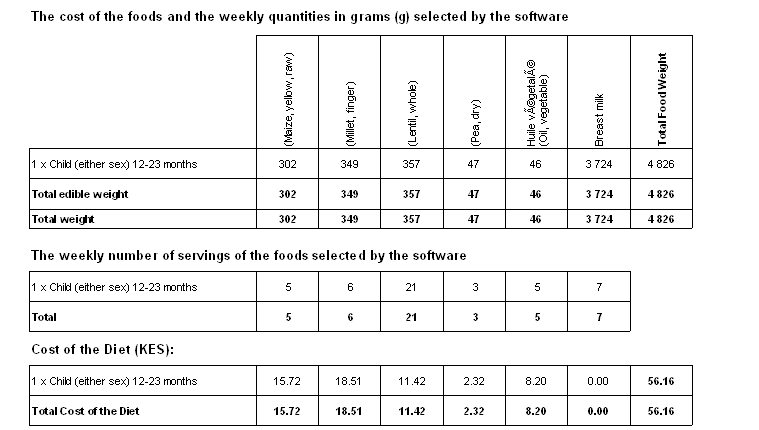 The cost of the foods and the weekly quantities in grams (g) selected by the software
(Maize, yellow, raw)
(Millet, finger)
(Lentil, whole)
(Pea, dry)
Huile vÃ©getalÃ©
(Oil, vegetable)
Breast milk
Total Food Weight
1 x Child (either sex) 12-23 months 302 349 357 47 46 3 724 4 826
Total edible weight 302 349 357 47 46 3 724 4 826
Total weight 302 349 357 47 46 3 724 4 826
The weekly number of servings of the foods selected by the software
1 x Child (either sex) 12-23 months 5 6 21 3 5 7
Total 5 6 21 3 5 7
Cost of the Diet (KES):
1 x Child (either sex) 12-23 months 15.72 18.51 11.42 2.32 8.20 0.00 56.16
Total Cost of the Diet 15.72 18.51 11.42 2.32 8.20 0.00 56.16